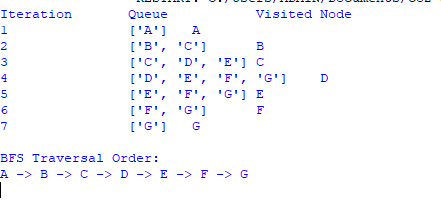 Iteration Queue Visited Node
1 ['A'] A
2 ['B', 'C'] B
3 ['C', 'D', 'E'] C
4 ['D', 'E', 'F', 'G'] D
5 ['E', 'F', 'G'] E
6 ['F', 'G'] F
7 ['G'] G
BFS Traversal Order:
A -> B -> C -> D -> E -> F -> G